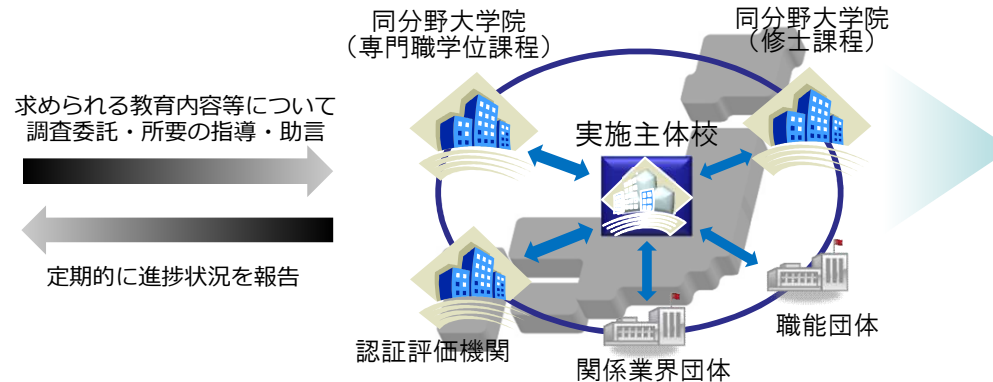 同分野大学院
（専門職学位課程）
同分野大学院
（修士課程）
求められる教育内容等について
調査委託・所要の指導・助言
実施主体校
定期的に進捗状況を報告
認証評価機関
関係業界団体
職能団体